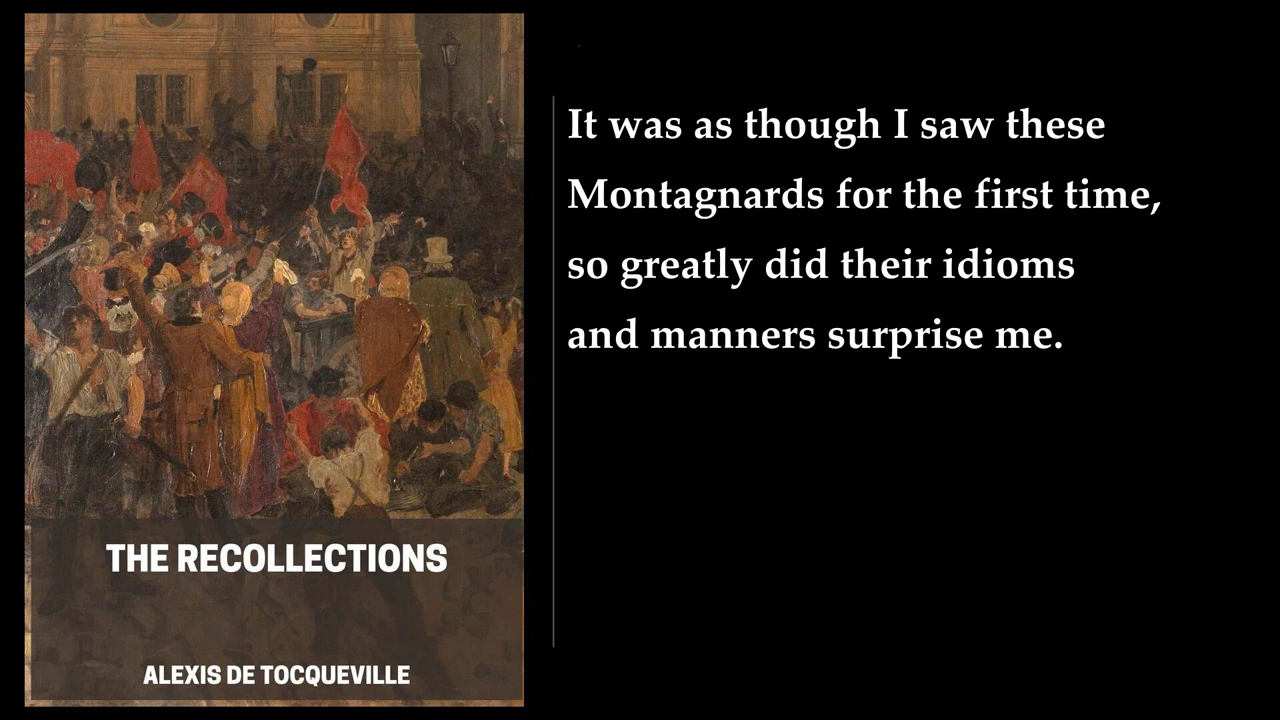 THE RECOLLECTIONS
ALEXIS DE TOCQUEVILLE
It was as though I saw these
Montagnards for the first time,
so greatly did their idioms
and manners surprise me.